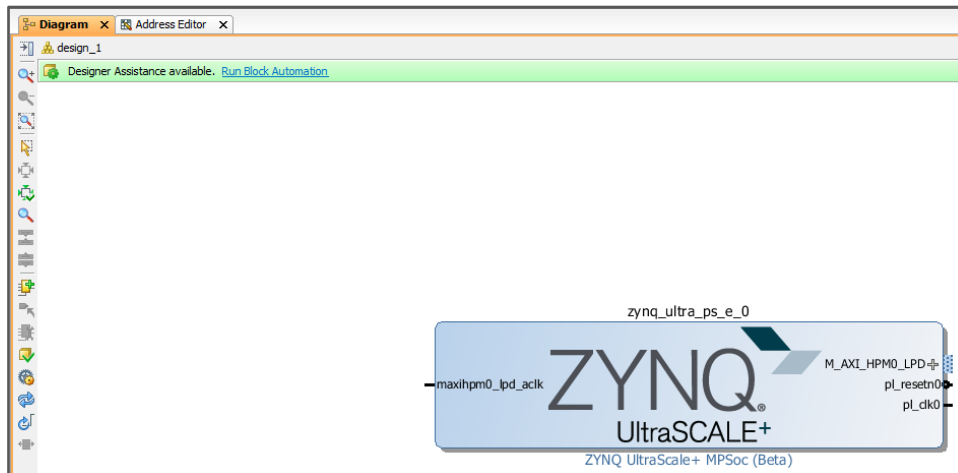 Diagram
Address Editor
design_1
Designer Assistance available. Run Block Automation
zynq_ultra_ps_e_0
M_AXI_HPM0_LPD
maxihpm0_lpd_aclk
pl_resetn0
pl_clk0
ZYNQ®
UltraSCALE+
ZYNQ UltraScale+ MPSoc (Beta)